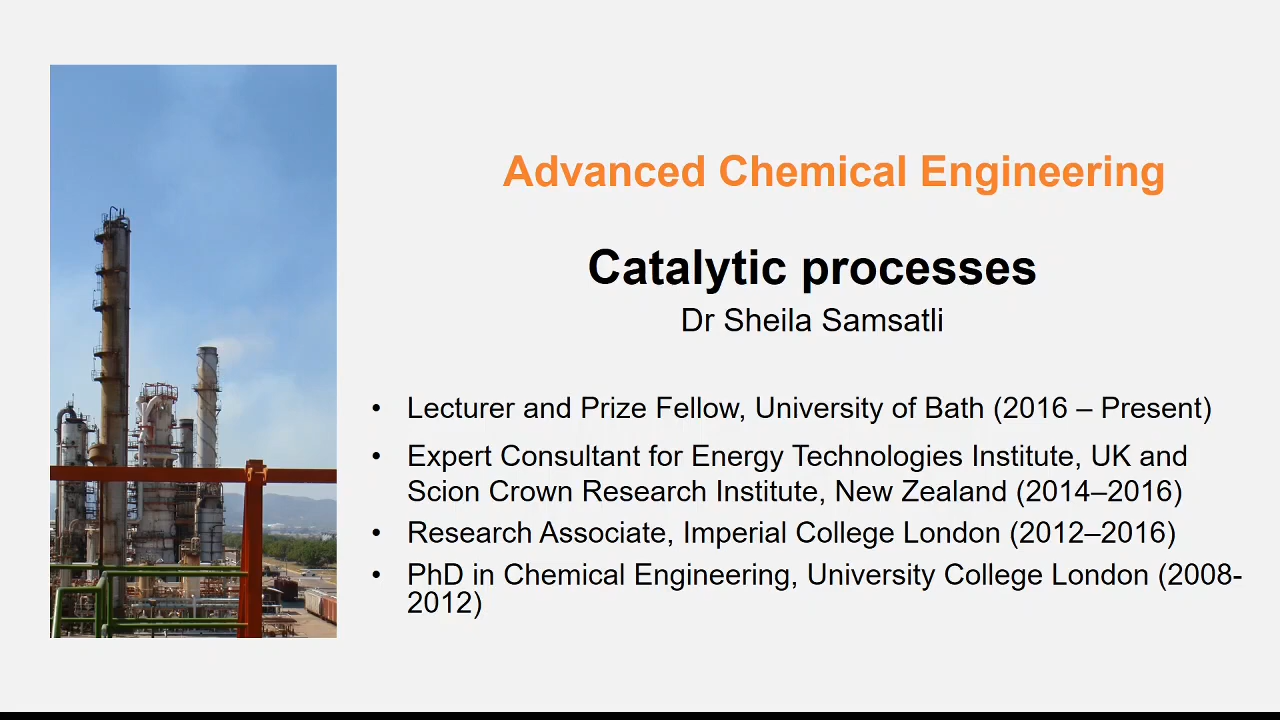 Advanced Chemical Engineering
Catalytic processes
Dr Sheila Samsatli
• Lecturer and Prize Fellow, University of Bath (2016 – Present)
• Expert Consultant for Energy Technologies Institute, UK and
Scion Crown Research Institute, New Zealand (2014–2016)
• Research Associate, Imperial College London (2012–2016)
• PhD in Chemical Engineering, University College London (2008-
2012)